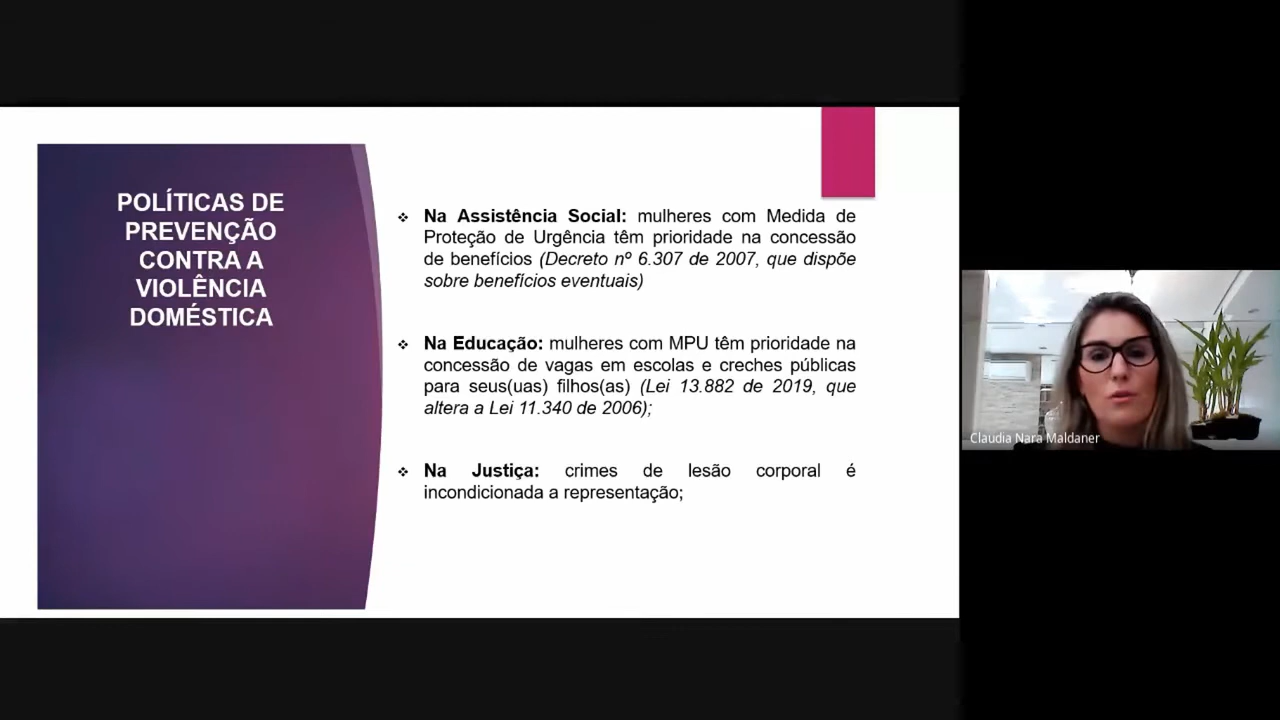 POLÍTICAS DE
PREVENÇÃO
CONTRA A
VIOLÊNCIA
DOMÉSTICA
❖ Na Assistência Social: mulheres com Medida de
Proteção de Urgência têm prioridade na concessão
de benefícios (Decreto nº 6.307 de 2007, que dispõe
sobre benefícios eventuais)
❖ Na Educação: mulheres com MPU têm prioridade na
concessão de vagas em escolas e creches públicas
para seus(uas) filhos(as) (Lei 13.882 de 2019, que
altera a Lei 11.340 de 2006);
❖ Na Justiça: crimes de lesão corporal é
incondicionada a representação;
Claudia Nara Maldaner